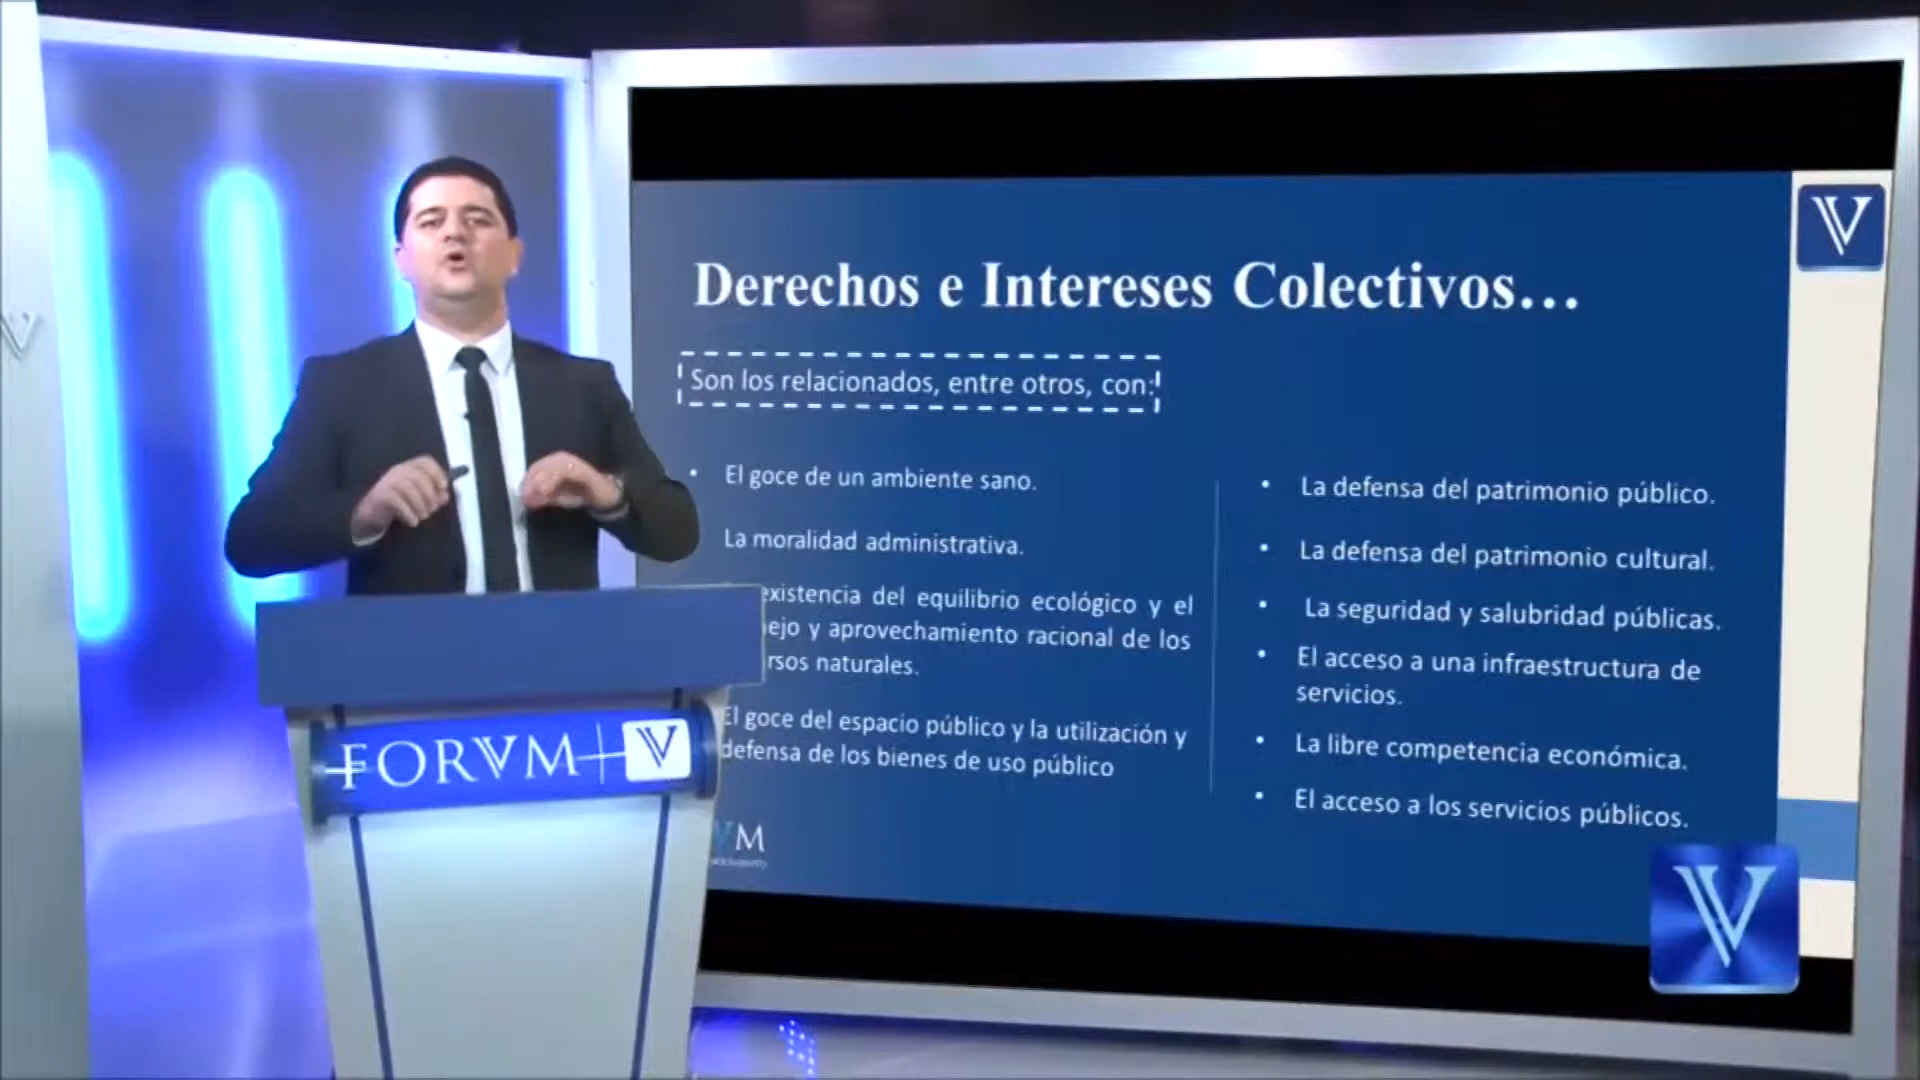 Derechos e Intereses Colectivos...
Son los relacionados, entre otros, con:
• El goce de un ambiente sano.
La moralidad administrativa.
existencia del equilibrio ecológico y el
ejo y aprovechamiento racional de los
rsos naturales.
El goce del espacio público y la utilización y
defensa de los bienes de uso público
• La defensa del patrimonio público.
• La defensa del patrimonio cultural.
• La seguridad y salubridad públicas.
• El acceso a una infraestructura de
servicios.
• La libre competencia económica.
• El acceso a los servicios públicos.
FORVM V
VM
V
V
V